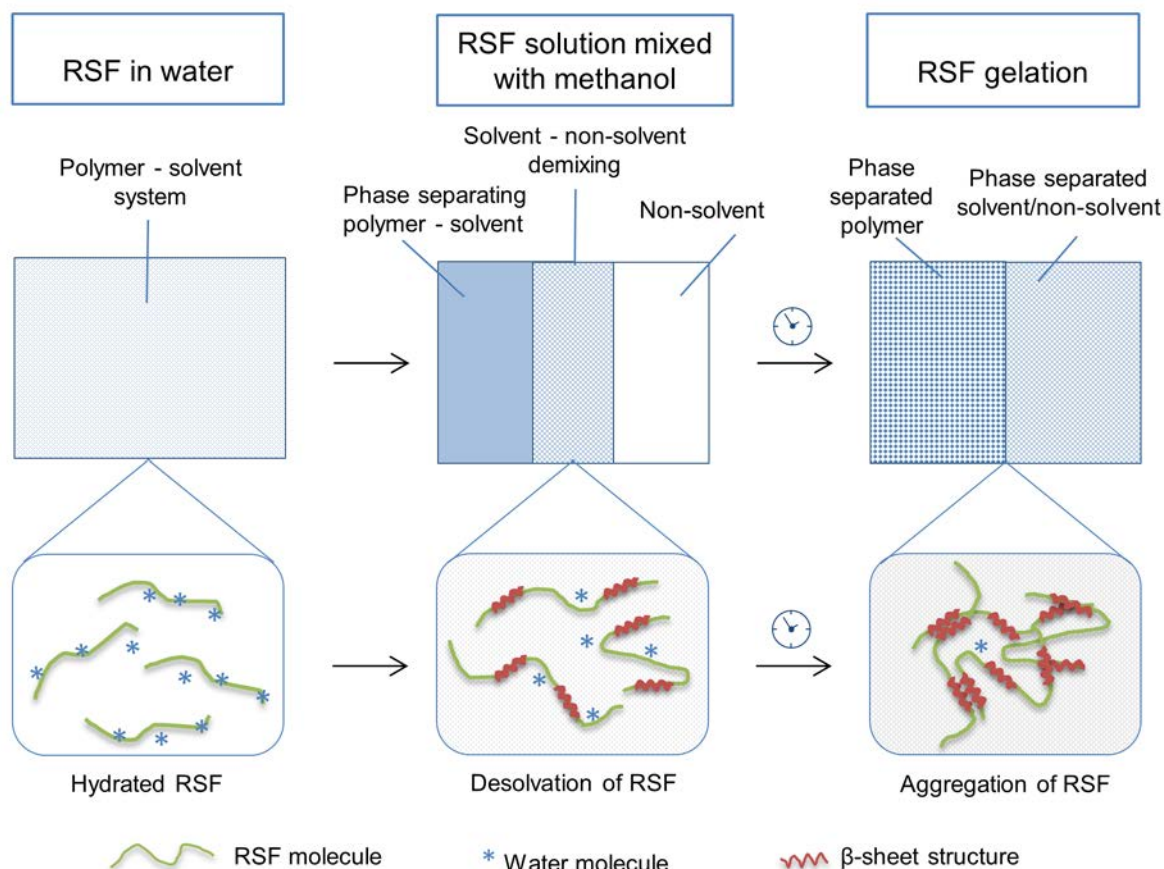 RSF in water
RSF solution mixed
with methanol
RSF gelation
Polymer - solvent
system
Solvent - non-solvent
demixing
Phase separating
polymer - solvent
Non-solvent
Phase
separated
polymer
Phase separated
solvent/non-solvent
Hydrated RSF
Desolvation of RSF
Aggregation of RSF
RSF molecule
Water molecule
β-sheet structure